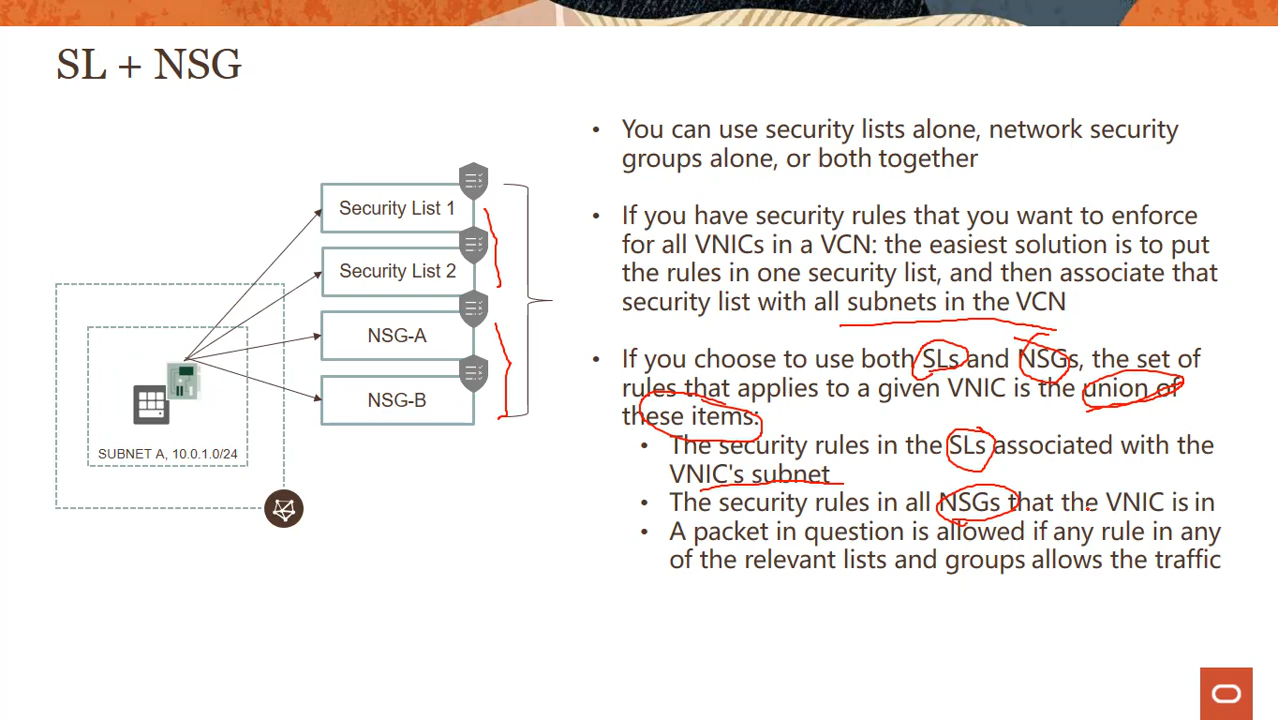 SL + NSG
Security List 1
Security List 2
NSG-A
NSG-B
SUBNET A, 10.0.1.0/24
• You can use security lists alone, network security
groups alone, or both together
• If you have security rules that you want to enforce
for all VNICs in a VCN: the easiest solution is to put
the rules in one security list, and then associate that
security list with all subnets in the VCN
• If you choose to use both SLs and NSGs, the set of
rules that applies to a given VNIC is the union of
these items:
• The security rules in the SLs associated with the
VNIC's subnet
• The security rules in all NSGs that the VNIC is in
• A packet in question is allowed if any rule in any
of the relevant lists and groups allows the traffic